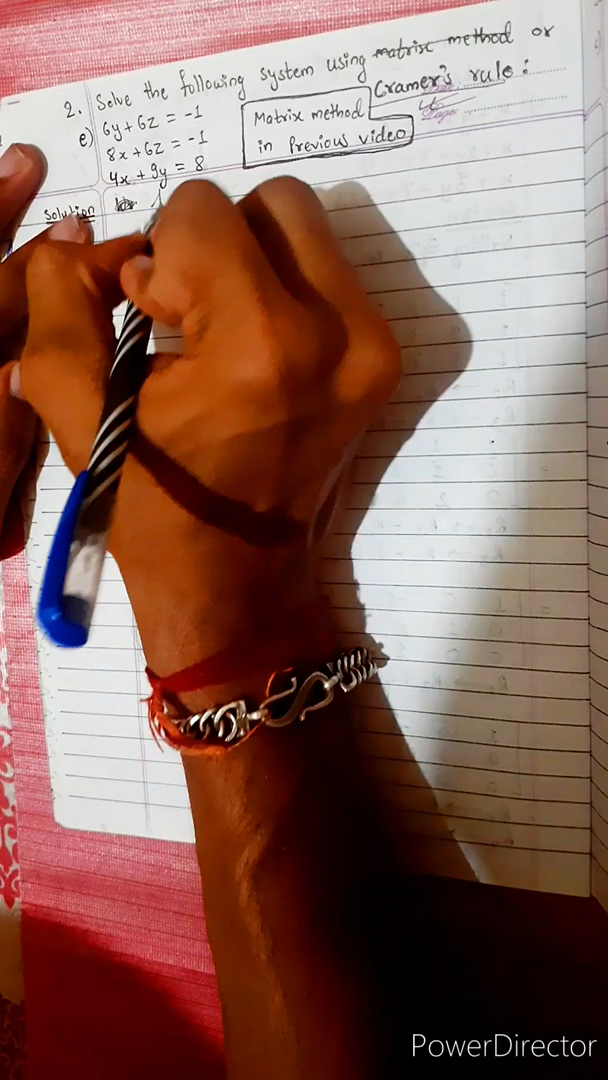 2. Solve the following system using matrix method or
Cramer's rule:
e) 6y + 6z = -1
8x + 6z = -1
4x + 9y = 8
Matrix method
in Previous video
Solution
PowerDirector